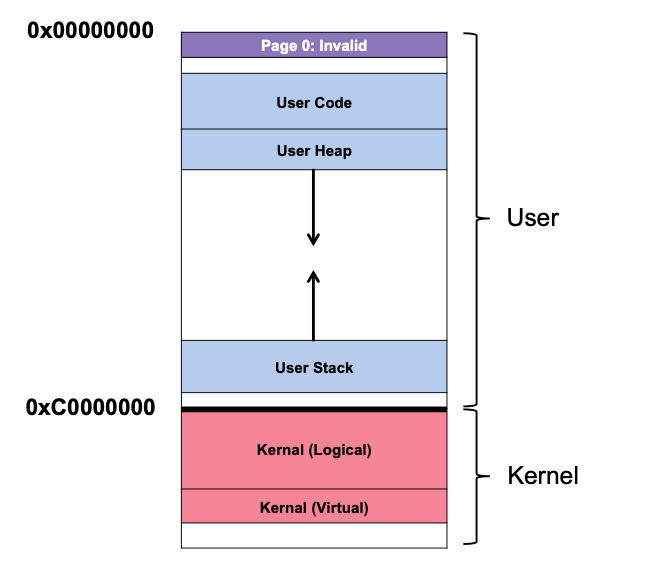 0x00000000
Page 0: Invalid
User Code
User Heap
User
User Stack
0xC0000000
Kernal (Logical)
Kernel
Kernal (Virtual)